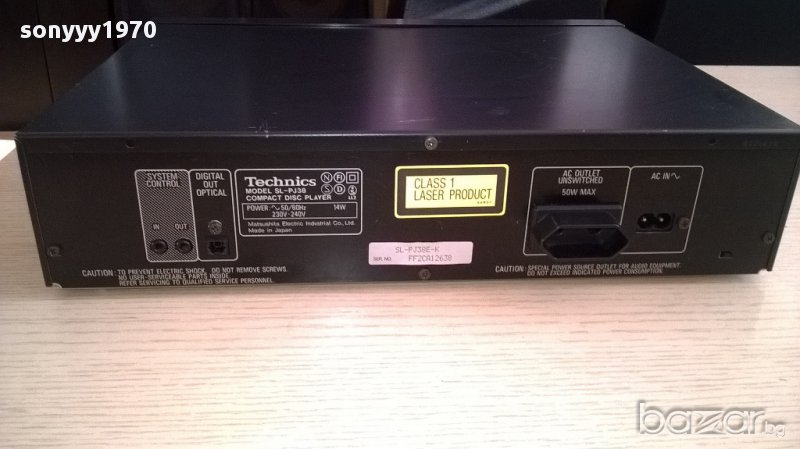 sonyyy1970
SYSTEM
CONTROL
IN OUT
DIGITAL
OUT
OPTICAL
Technics
MODEL SL-PJ38
COMPACT DISC PLAYER
POWER: ∿50/60Hz 14W
230V-240V
Matsushita Electric Industrial Co., Ltd.
Made in Japan
N FI
S D
CLASS 1
LASER PRODUCT
AC OUTLET
UNSWITCHED
50W MAX
AC IN∿
SL-PJ38E-K
SER. NO. FF2CA12638
CAUTION: TO PREVENT ELECTRIC SHOCK, DO NOT REMOVE SCREWS.
NO USER-SERVICEABLE PARTS INSIDE.
REFER SERVICING TO QUALIFIED SERVICE PERSONNEL.
CAUTION: SPECIAL POWER SOURCE OUTLET FOR AUDIO EQUIPMENT.
DO NOT EXCEED INDICATED POWER CONSUMPTION.
bazar.bg